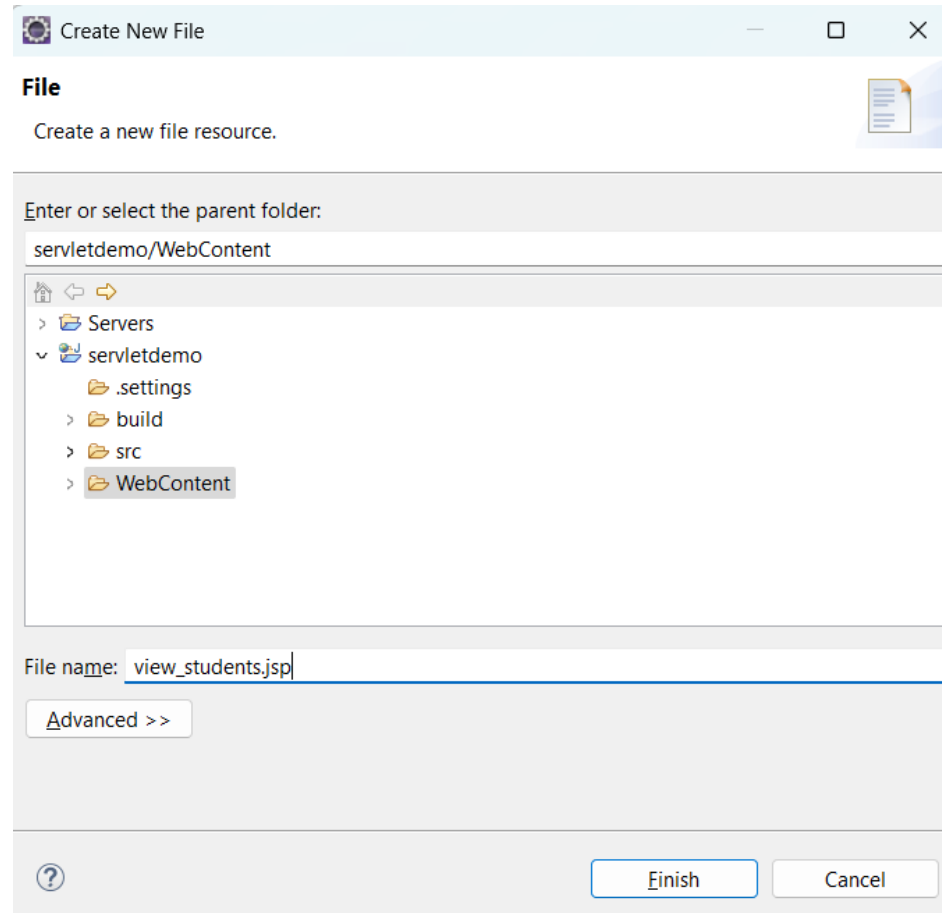 Create New File
File
Create a new file resource.
Enter or select the parent folder:
servletdemo/WebContent
Servers
servletdemo
.settings
build
src
WebContent
File name: view_students.jsp
Advanced >>
Finish Cancel